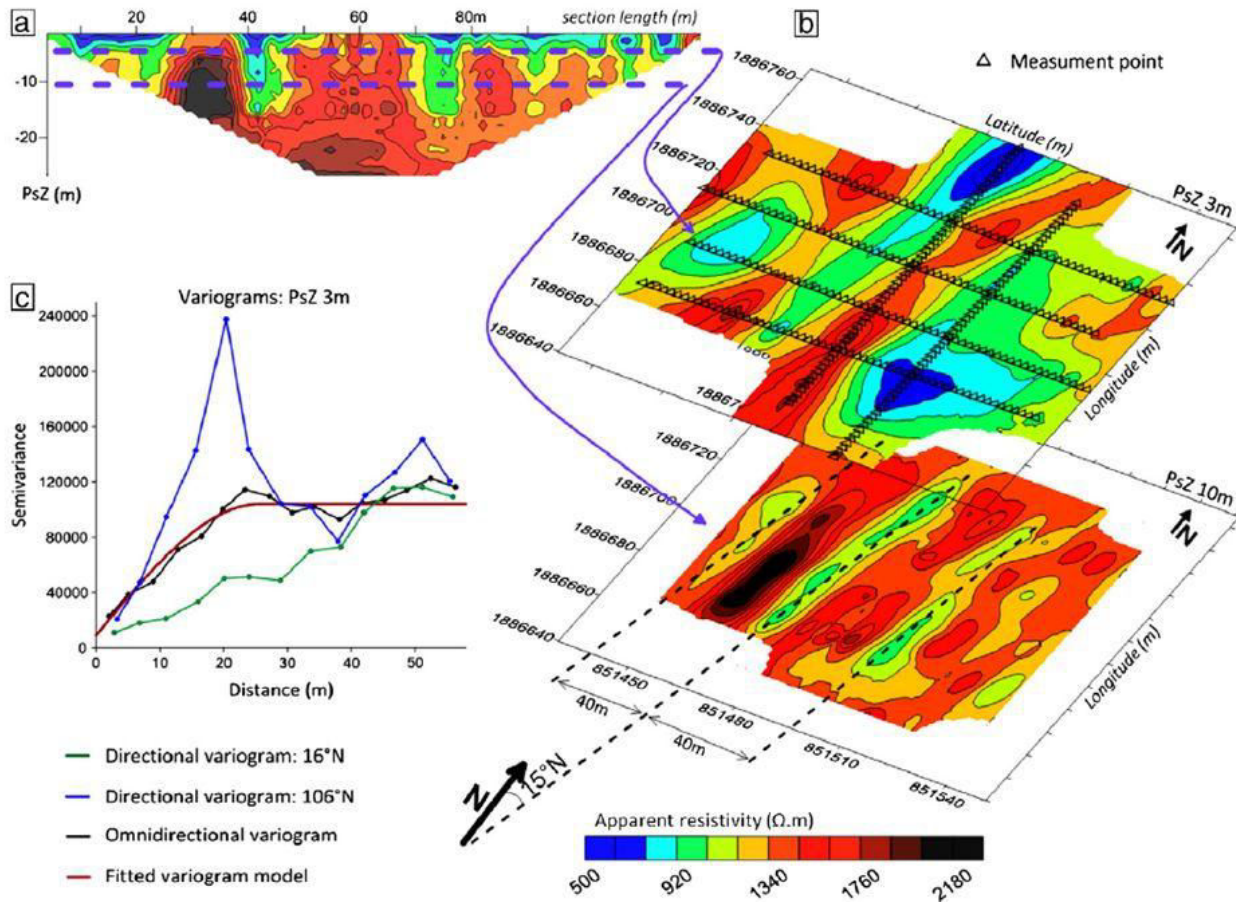 a
20
40
60
80m
section length (m)
-10
-20
PsZ (m)
b
Measument point
1886760
1886740
1886720
1886700
1886680
1886660
1886640
Latitude (m)
PsZ 3m
N
Longitude (m)
18867
1886720
1886700
1886680
1886660
1886640
PsZ 10m
N
Longitude (m)
851450
851480
851510
851540
40m
40m
N
15°N
c
Variograms: PsZ 3m
240000
200000
160000
120000
80000
40000
0
Semivariance
0 10 20 30 40 50
Distance (m)
Directional variogram: 16°N
Directional variogram: 106°N
Omnidirectional variogram
Fitted variogram model
Apparent resistivity (Ω.m)
500 920 1340 1760 2180